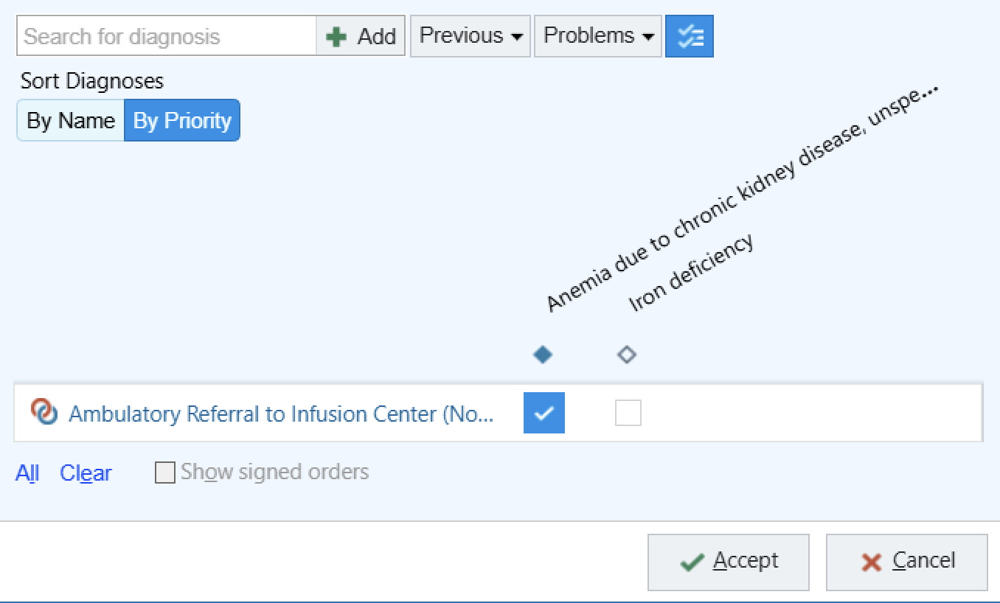 Search for diagnosis Add Previous Problems
Sort Diagnoses
By Name By Priority
Anemia due to chronic kidney disease, unspe...
Iron deficiency
Ambulatory Referral to Infusion Center (No...
All Clear Show signed orders
Accept Cancel